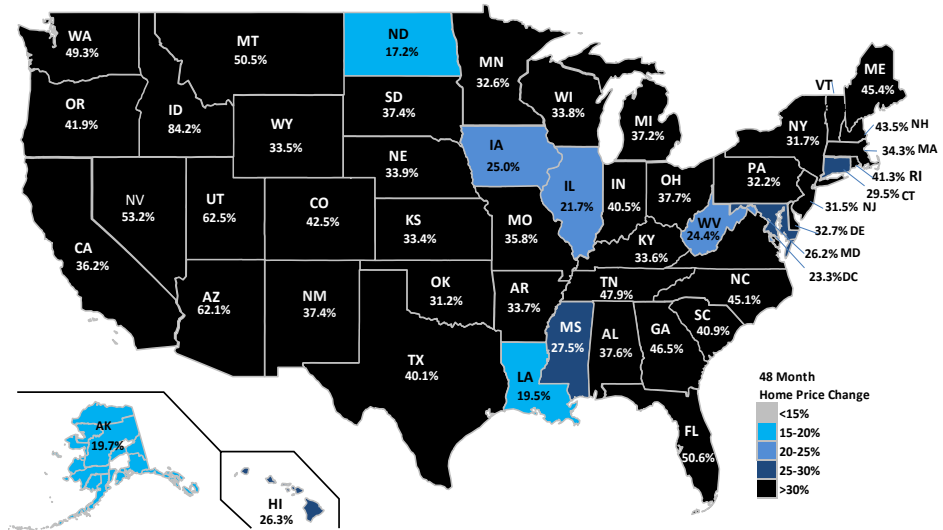 WA
49.3%
MT
50.5%
ND
17.2%
MN
32.6%
ME
45.4%
VT
OR
41.9%
ID
84.2%
SD
37.4%
WI
33.8%
MI
37.2%
NY
31.7%
43.5% NH
34.3% MA
WY
33.5%
IA
25.0%
NE
33.9%
PA
32.2%
41.3% RI
29.5% CT
NV
53.2%
UT
62.5%
CO
42.5%
IL
21.7%
IN
40.5%
OH
37.7%
31.5% NJ
32.7% DE
CA
36.2%
KS
33.4%
MO
35.8%
WV
24.4%
KY
33.6%
26.2% MD
23.3%DC
AZ
62.1%
NM
37.4%
OK
31.2%
AR
33.7%
TN
47.9%
NC
45.1%
SC
40.9%
TX
40.1%
MS
27.5%
AL
37.6%
GA
46.5%
LA
19.5%
FL
50.6%
AK
19.7%
HI
26.3%
48 Month
Home Price Change
<15%
15-20%
20-25%
25-30%
>30%